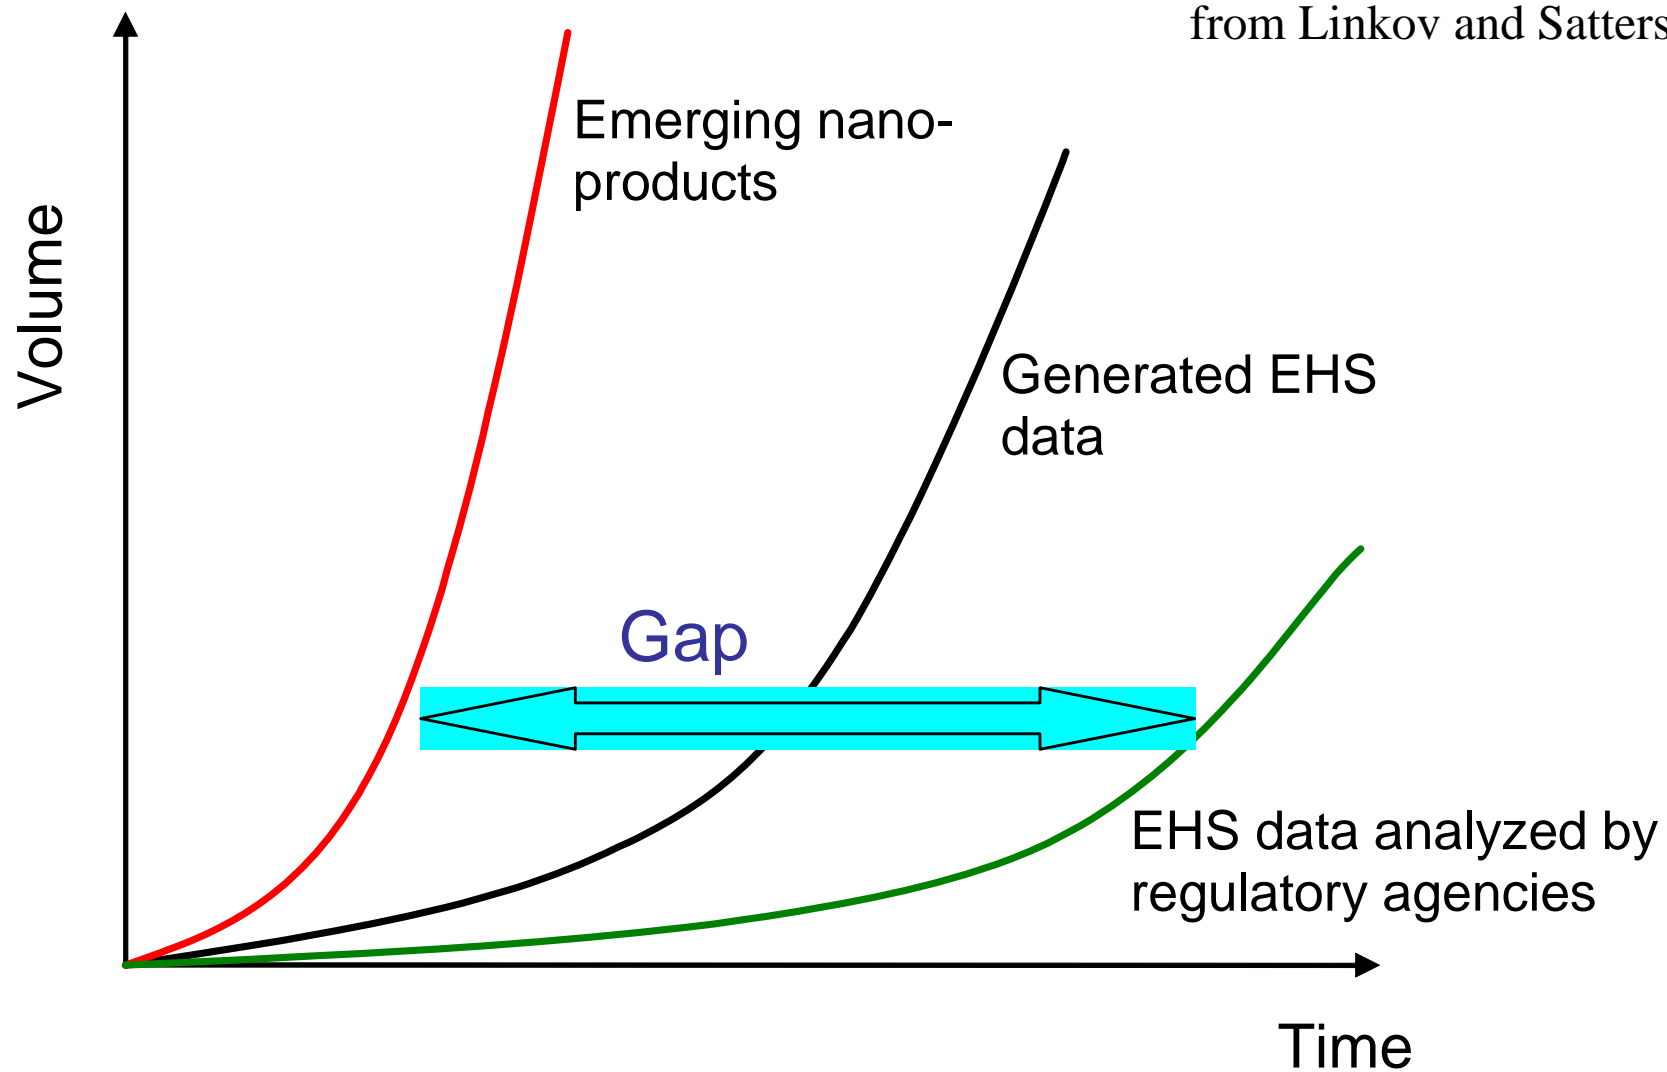 from Linkov and Satters
Emerging nano-
products
Volume
Generated EHS
data
Gap
EHS data analyzed by
regulatory agencies
Time